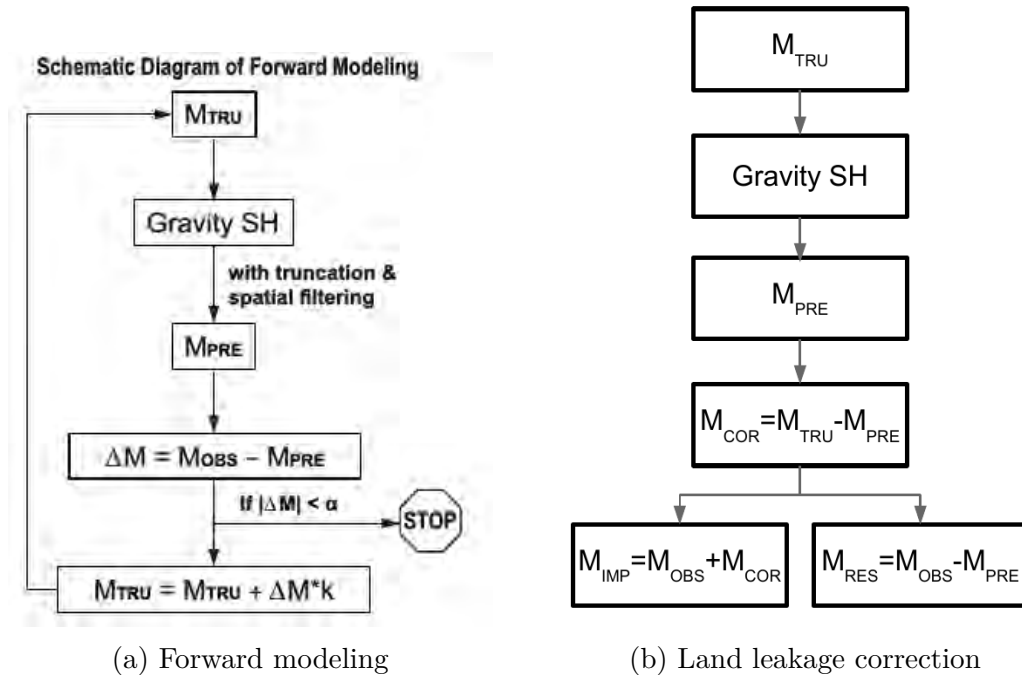 Schematic Diagram of Forward Modeling
MTRU
Gravity SH
with truncation &
spatial filtering
MPRE
ΔM = MOBS – MPRE
If |ΔM| < α
STOP
MTRU = MTRU + ΔM*k
(a) Forward modeling
MTRU
Gravity SH
MPRE
MCOR=MTRU-MPRE
MIMP=MOBS+MCOR
MRES=MOBS-MPRE
(b) Land leakage correction